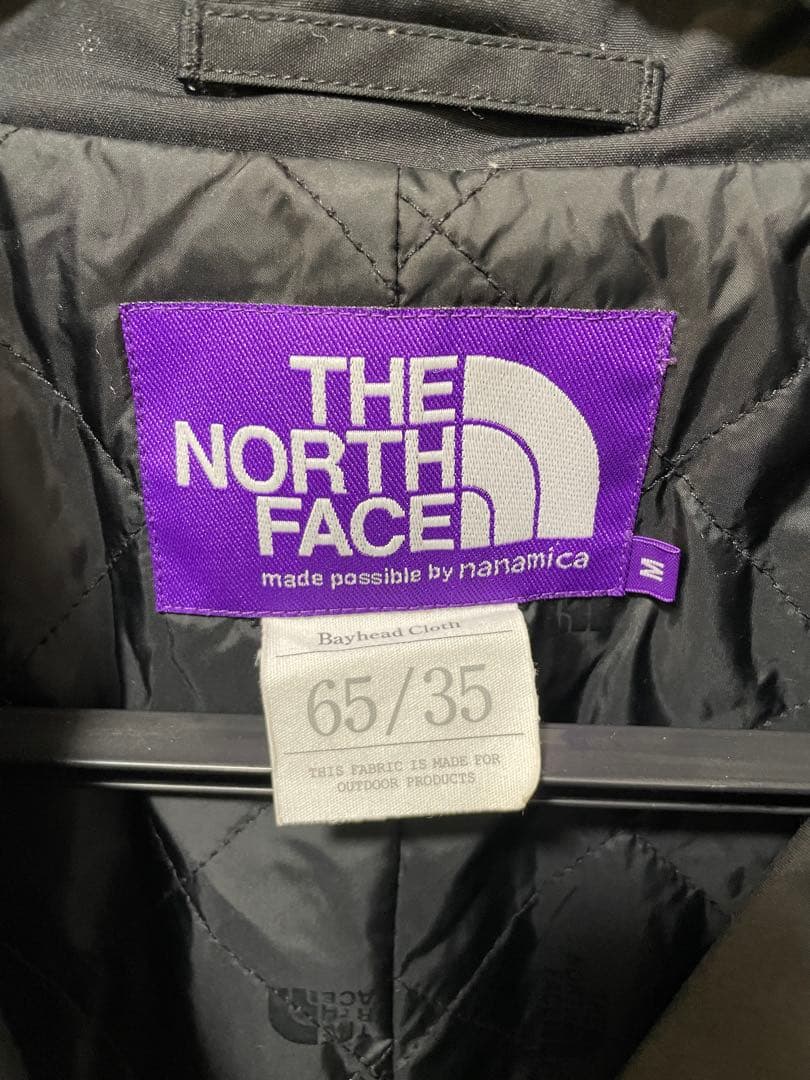 THE
NORTH
FACE
made possible by nanamica
M
Bayhead Cloth
65/35
THIS FABRIC IS MADE FOR
OUTDOOR PRODUCTS